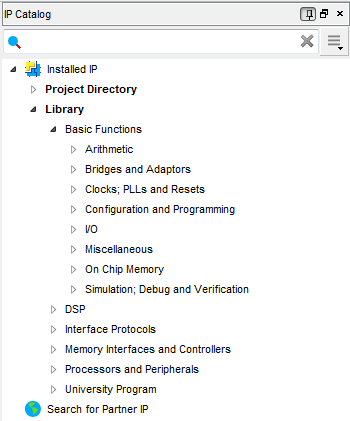 IP Catalog
Installed IP
Project Directory
Library
Basic Functions
Arithmetic
Bridges and Adaptors
Clocks; PLLs and Resets
Configuration and Programming
I/O
Miscellaneous
On Chip Memory
Simulation; Debug and Verification
DSP
Interface Protocols
Memory Interfaces and Controllers
Processors and Peripherals
University Program
Search for Partner IP